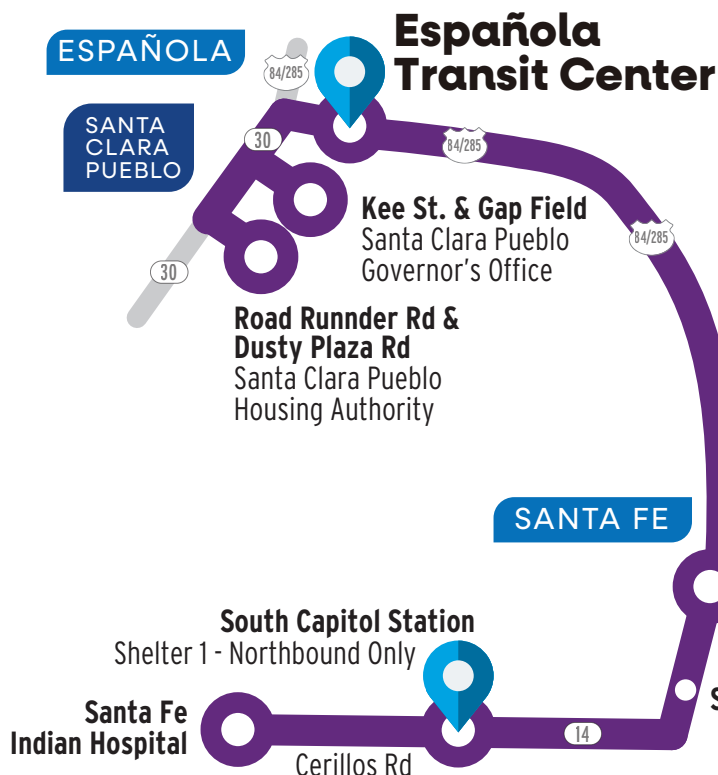 Española
Transit Center
ESPAÑOLA
84/285
SANTA
CLARA
PUEBLO
30
84/285
84/285
Kee St. & Gap Field
Santa Clara Pueblo
Governor's Office
30
Road Runnder Rd &
Dusty Plaza Rd
Santa Clara Pueblo
Housing Authority
SANTA FE
South Capitol Station
Shelter 1 - Northbound Only
S
Santa Fe
Indian Hospital
14
Cerillos Rd